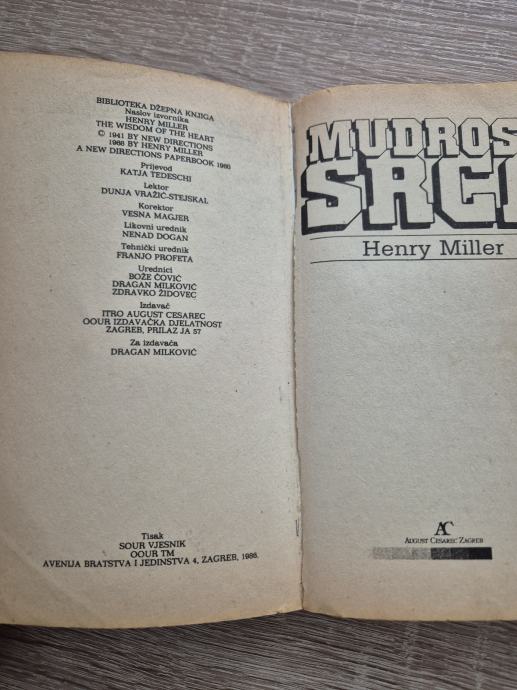 BIBLIOTEKA DŽEPNA KNJIGA
Naslov izvornika
HENRY MILLER
THE WISDOM OF THE HEART
© 1941 BY NEW DIRECTIONS
1968 BY HENRY MILLER
A NEW DIRECTIONS PAPERBOOK 1966
Prijevod
KATJA TEDESCHI
Lektor
DUNJA VRAŽIĆ-STEJSKAL
Korektor
VESNA MAGJER
Likovni urednik
NENAD DOGAN
Tehnički urednik
FRANJO PROFETA
Urednici
BOŽE ČOVIĆ
DRAGAN MILKOVIĆ
ZDRAVKO ŽIDOVEC
Izdavač
ITRO AUGUST CESAREC
OOUR IZDAVAČKA DJELATNOST
ZAGREB, PRILAZ JA 57
Za izdavača
DRAGAN MILKOVIĆ
Tisak
SOUR VJESNIK
OOUR TM
AVENIJA BRATSTVA I JEDINSTVA 4, ZAGREB, 1986.
MUDROS
SRC
Henry Miller
AC
AUGUST CESAREC ZAGREB